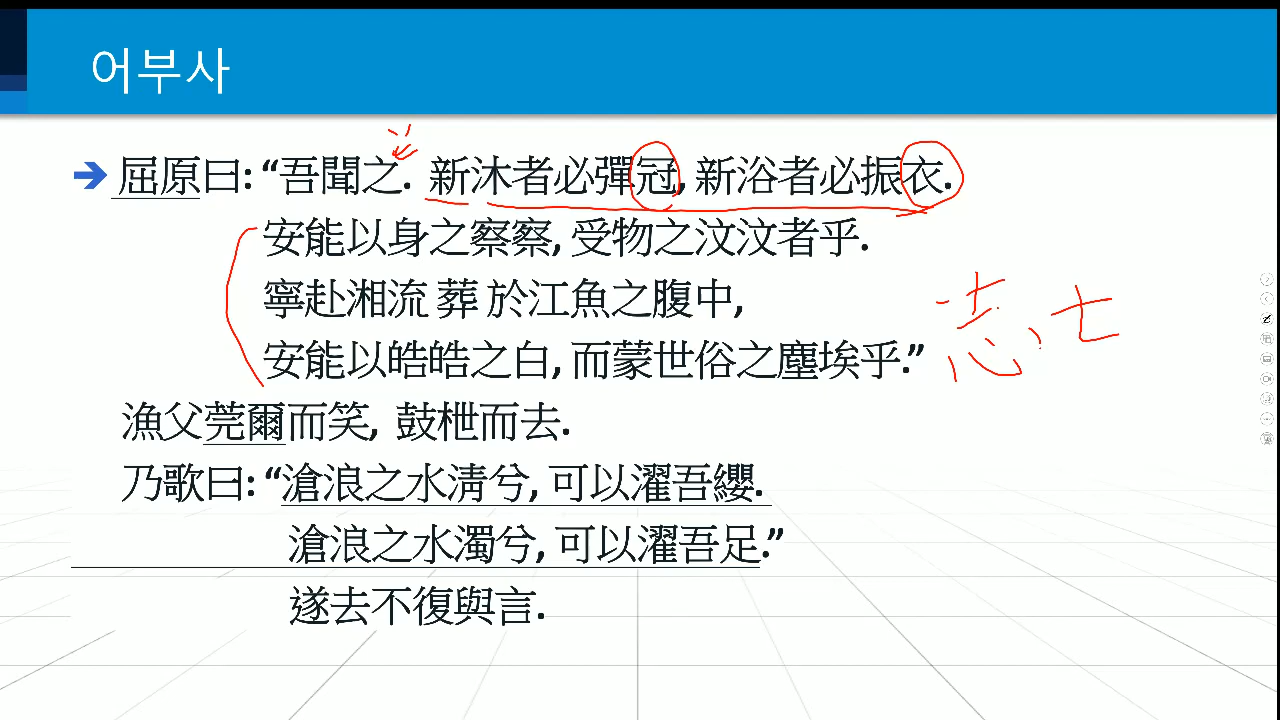 어부사
屈原曰: “吾聞之. 新沐者必彈冠, 新浴者必振衣.
安能以身之察察, 受物之汶汶者乎.
寧赴湘流 葬 於江魚之腹中,
安能以皓皓之白, 而蒙世俗之塵埃乎.”
志士
漁父莞爾而笑, 鼓枻而去.
乃歌曰: “滄浪之水淸兮, 可以濯吾纓.
滄浪之水濁兮, 可以濯吾足.”
遂去不復與言.